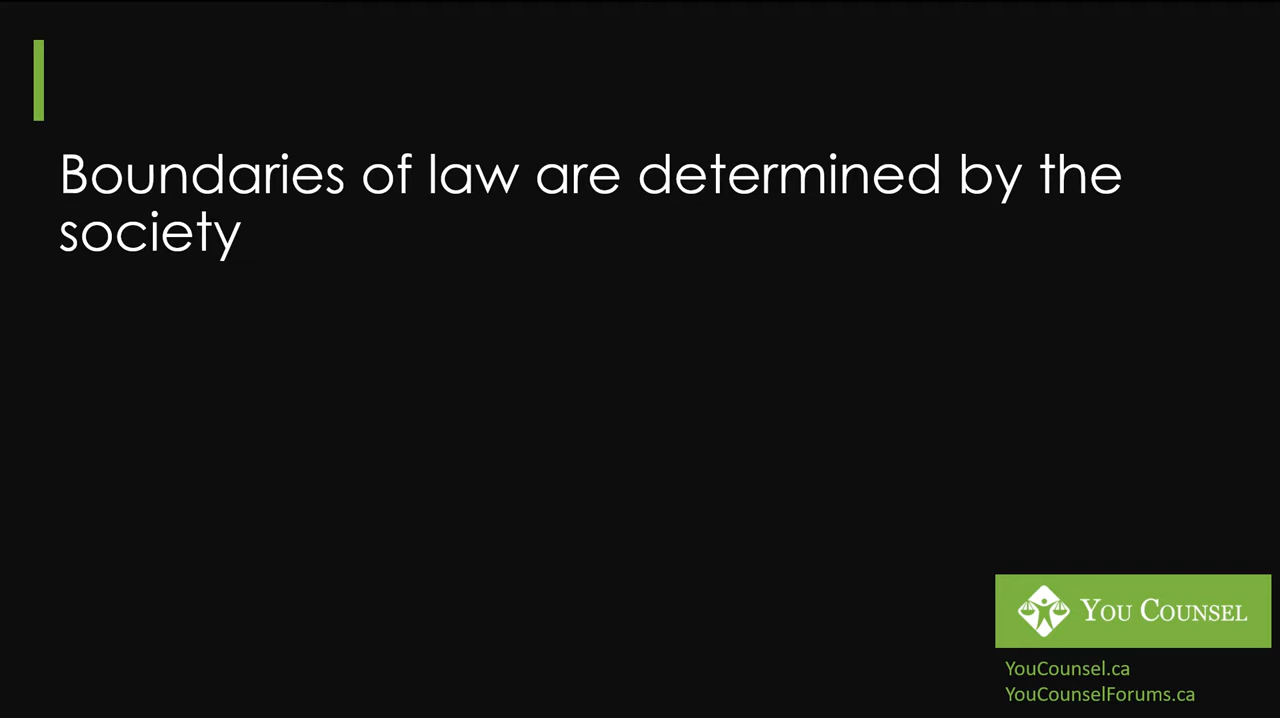 Boundaries of law are determined by the
society
You Counsel
YouCounsel.ca
YouCounselForums.ca